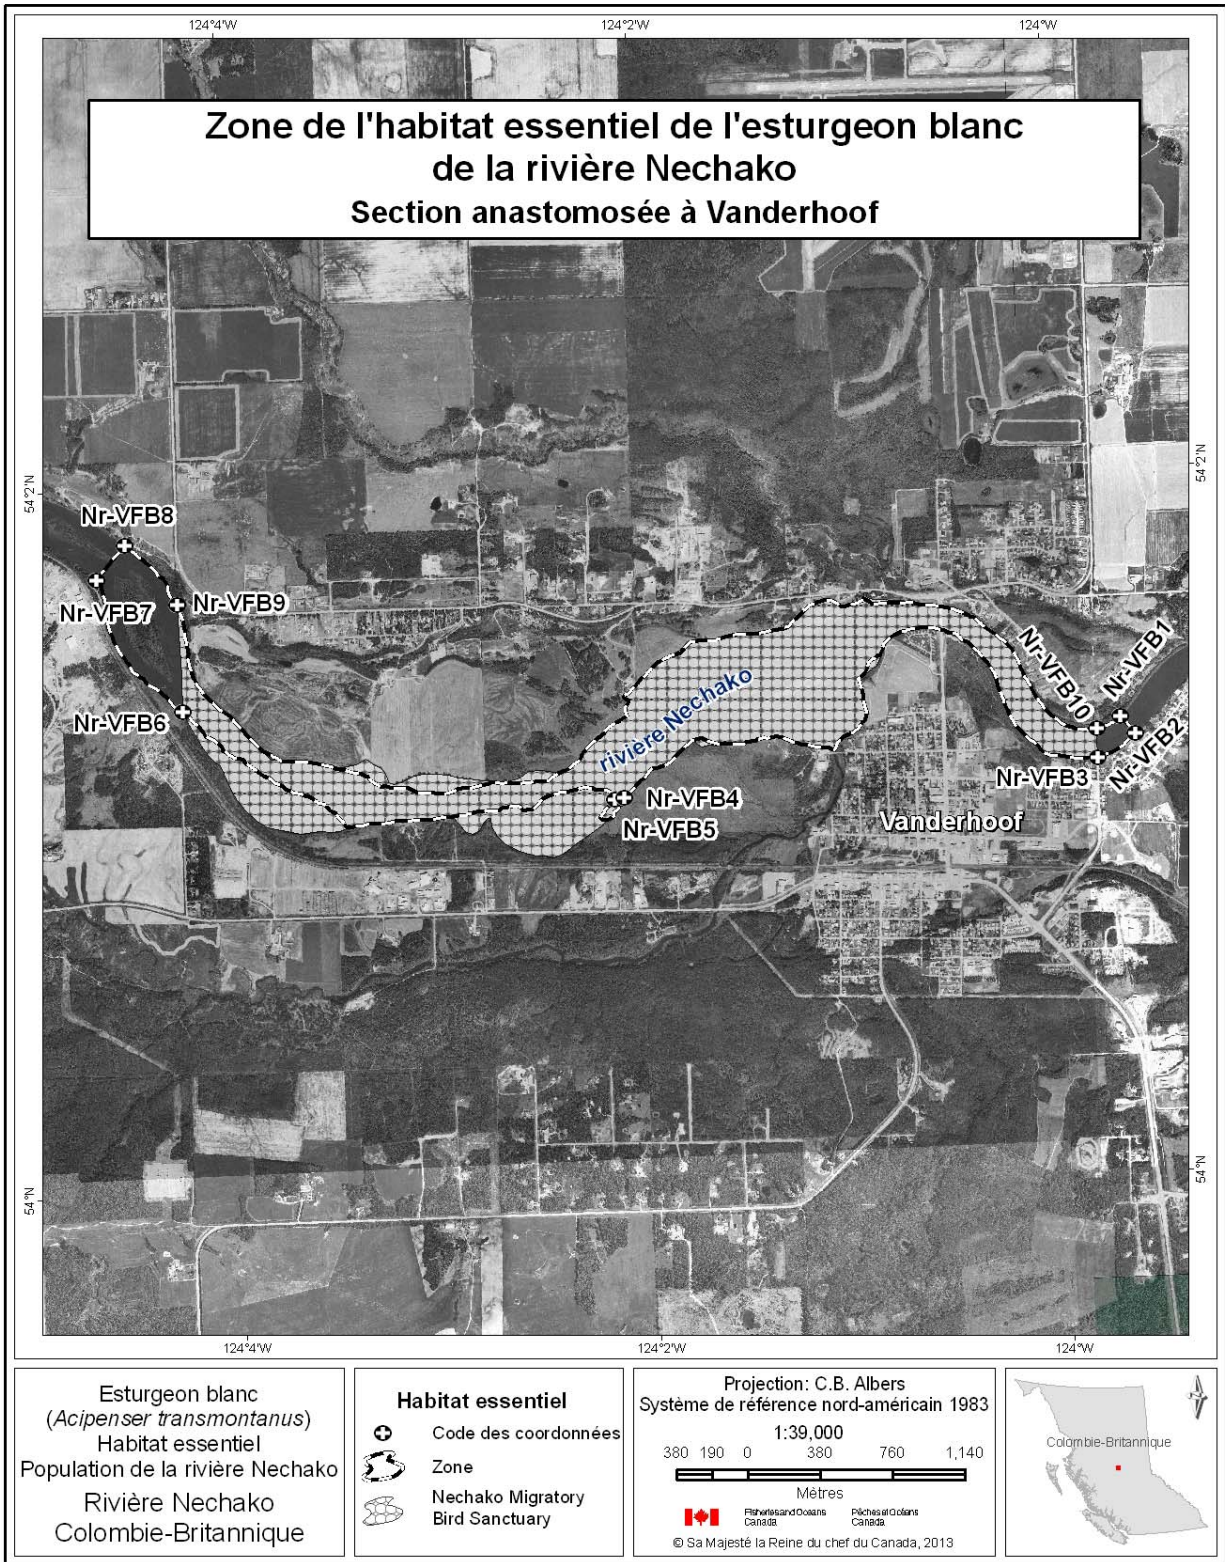 124°4'W
124°2'W
124°W
Zone de l'habitat essentiel de l'esturgeon blanc
de la rivière Nechako
Section anastomosée à Vanderhoof
54°2'N
54°2'N
Nr-VFB8
Nr-VFB7
Nr-VFB9
Nr-VFB6
rivière Nechako
Nr-VFB10
Nr-VFB1
Nr-VFB2
Nr-VFB3
Nr-VFB4
Nr-VFB5
Vanderhoof
54°N
54°N
124°4'W
124°2'W
124°W
Esturgeon blanc
(Acipenser transmontanus)
Habitat essentiel
Population de la rivière Nechako
Rivière Nechako
Colombie-Britannique
Habitat essentiel
Code des coordonnées
Zone
Nechako Migratory
Bird Sanctuary
Projection: C.B. Albers
Système de référence nord-américain 1983
1:39,000
380 190 0 380 760 1,140
Mètres
Fisheries and Oceans
Canada
Pêches et Océans
Canada
© Sa Majesté la Reine du chef du Canada, 2013
Colombie-Britannique